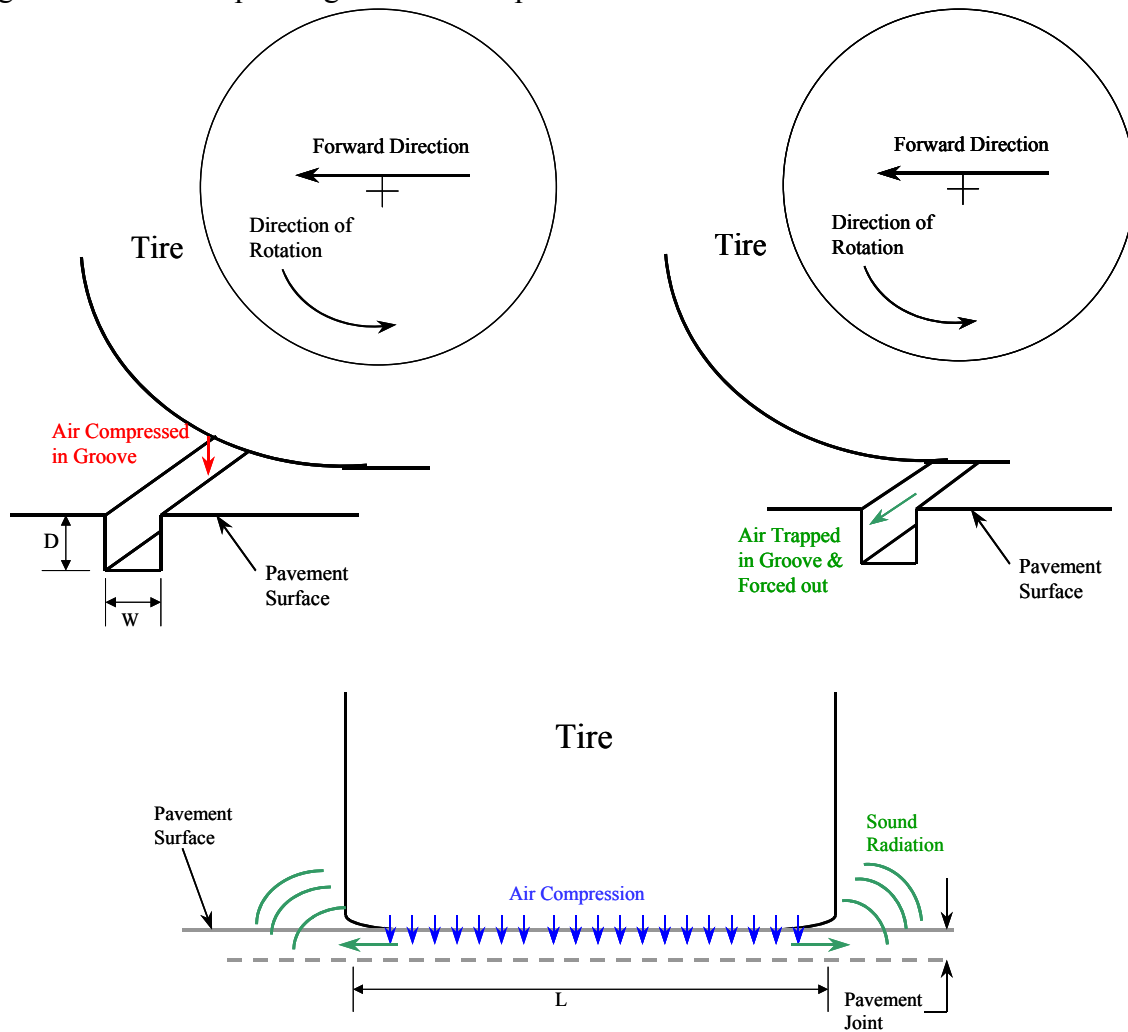 Forward Direction
Direction of
Rotation
Tire
Air Compressed
in Groove
D
W
Pavement
Surface
Forward Direction
Direction of
Rotation
Tire
Air Trapped
in Groove &
Forced out
Pavement
Surface
Tire
Pavement
Surface
Sound
Radiation
Air Compression
L
Pavement
Joint